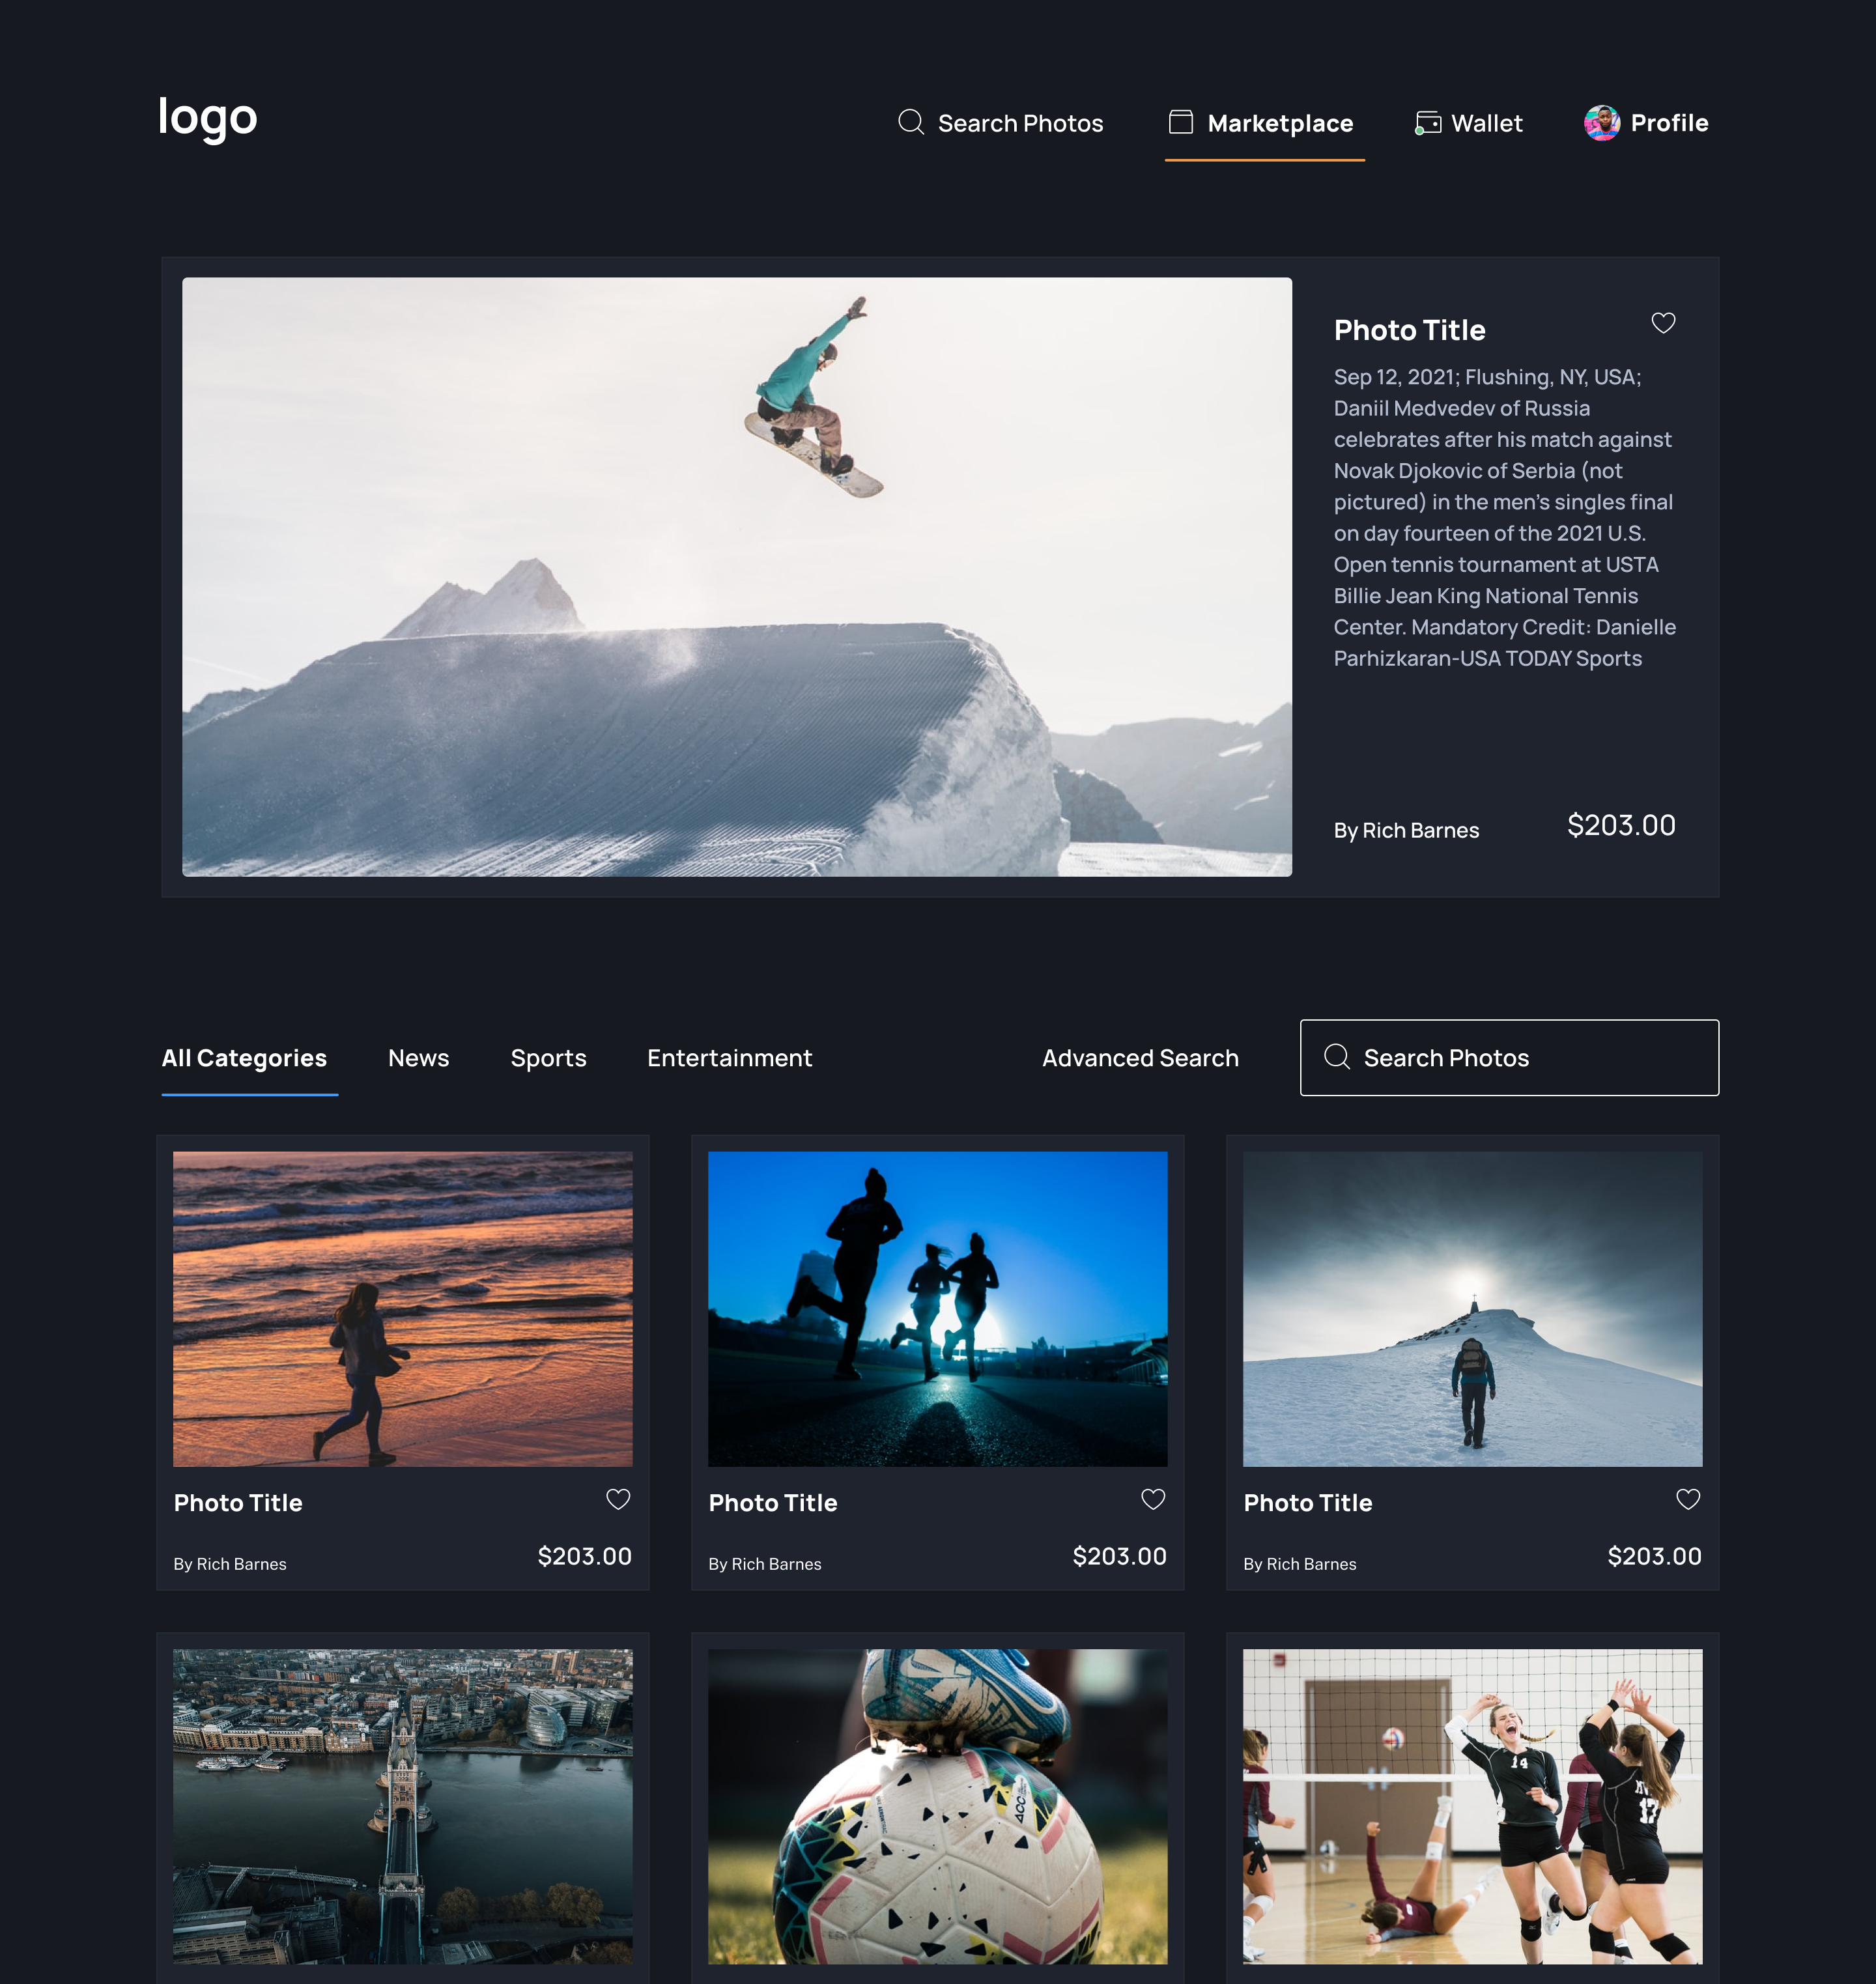 logo
Search Photos
Marketplace
Wallet
Profile
Photo Title
Sep 12, 2021; Flushing, NY, USA;
Daniil Medvedev of Russia
celebrates after his match against
Novak Djokovic of Serbia (not
pictured) in the men’s singles final
on day fourteen of the 2021 U.S.
Open tennis tournament at USTA
Billie Jean King National Tennis
Center. Mandatory Credit: Danielle
Parhizkaran-USA TODAY Sports
By Rich Barnes
$203.00
All Categories
News
Sports
Entertainment
Advanced Search
Search Photos
Photo Title
By Rich Barnes
$203.00
Photo Title
By Rich Barnes
$203.00
Photo Title
By Rich Barnes
$203.00
14
17